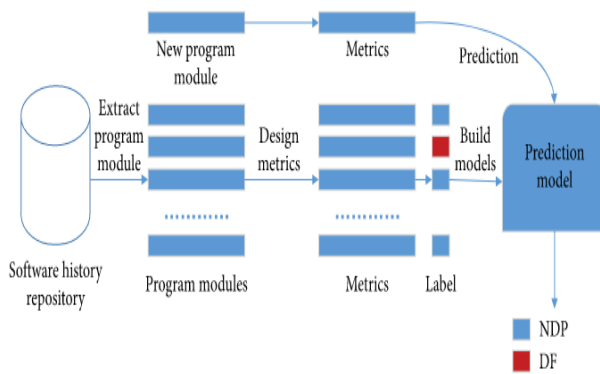 New program
module
Metrics
Prediction
Extract
program
module
Design
metrics
Build
models
Prediction
model
Software history
repository
Program modules
Metrics
Label
NDP
DF